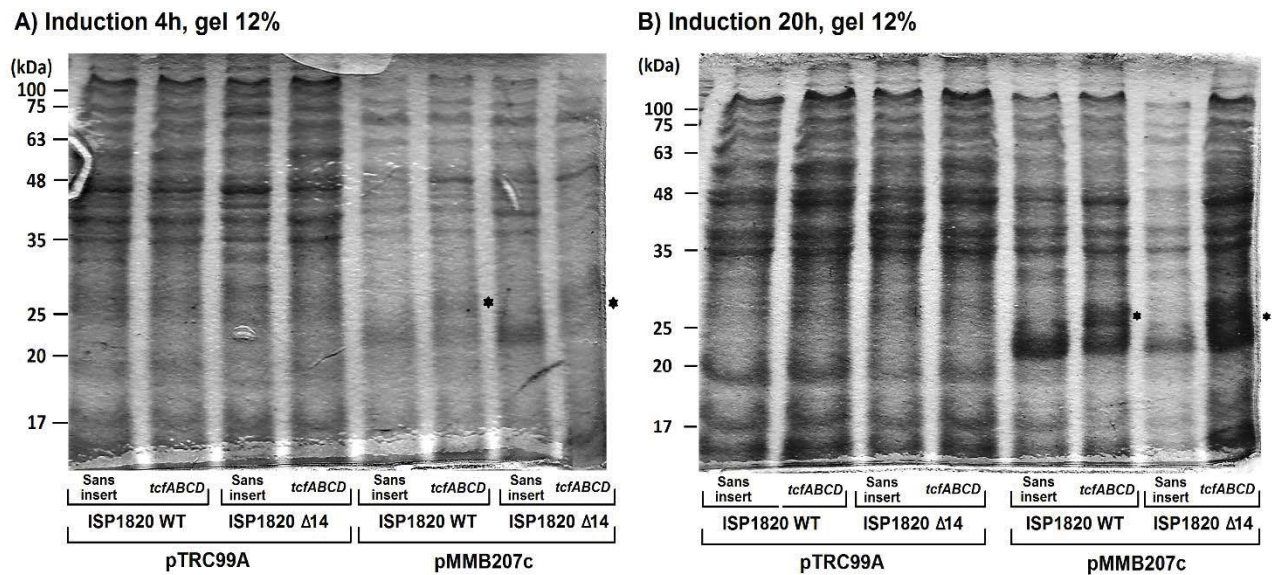 A) Induction 4h, gel 12%
(kDa)
100
75
63
48
35
25
20
17
Sans insert tcfABCD Sans insert tcfABCD Sans insert tcfABCD Sans insert tcfABCD
ISP1820 WT ISP1820 Δ14 ISP1820 WT ISP1820 Δ14
pTRC99A pMMB207c
B) Induction 20h, gel 12%
(kDa)
100
75
63
48
35
25
20
17
Sans insert tcfABCD Sans insert tcfABCD Sans insert tcfABCD Sans insert tcfABCD
ISP1820 WT ISP1820 Δ14 ISP1820 WT ISP1820 Δ14
pTRC99A pMMB207c